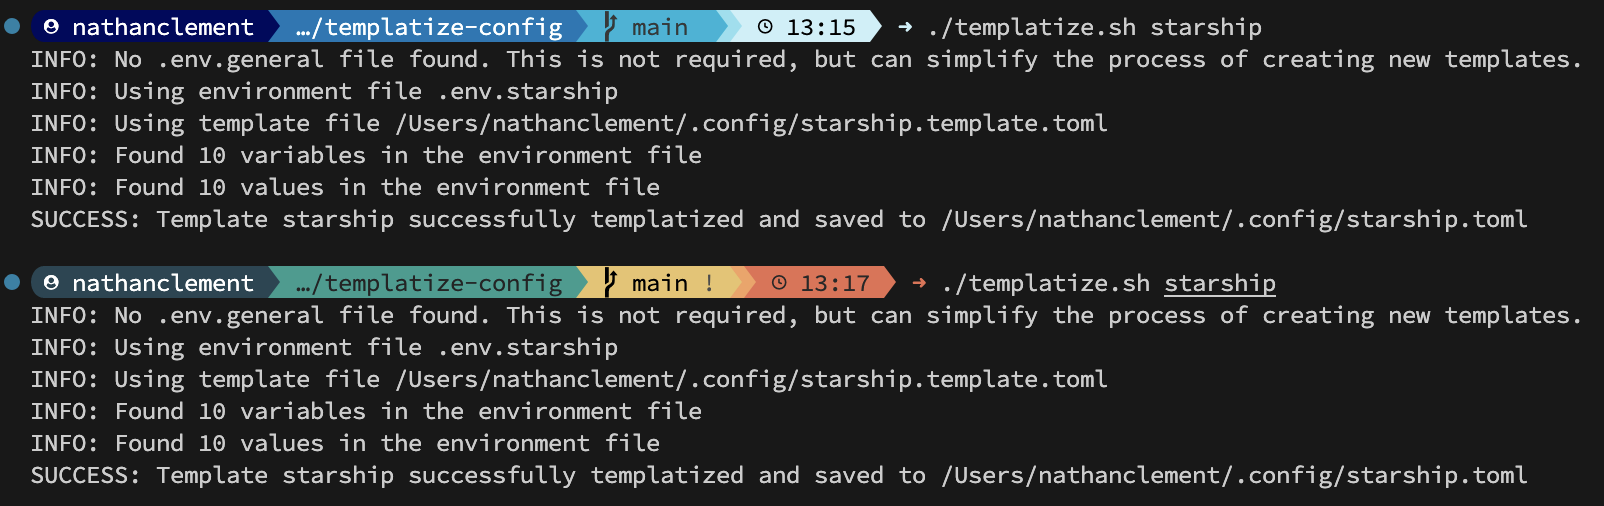 nathanclement …/templatize-config main 13:15 ➜ ./templatize.sh starship
INFO: No .env.general file found. This is not required, but can simplify the process of creating new templates.
INFO: Using environment file .env.starship
INFO: Using template file /Users/nathanclement/.config/starship.template.toml
INFO: Found 10 variables in the environment file
INFO: Found 10 values in the environment file
SUCCESS: Template starship successfully templatized and saved to /Users/nathanclement/.config/starship.toml
nathanclement …/templatize-config main ! 13:17 ➜ ./templatize.sh starship
INFO: No .env.general file found. This is not required, but can simplify the process of creating new templates.
INFO: Using environment file .env.starship
INFO: Using template file /Users/nathanclement/.config/starship.template.toml
INFO: Found 10 variables in the environment file
INFO: Found 10 values in the environment file
SUCCESS: Template starship successfully templatized and saved to /Users/nathanclement/.config/starship.toml